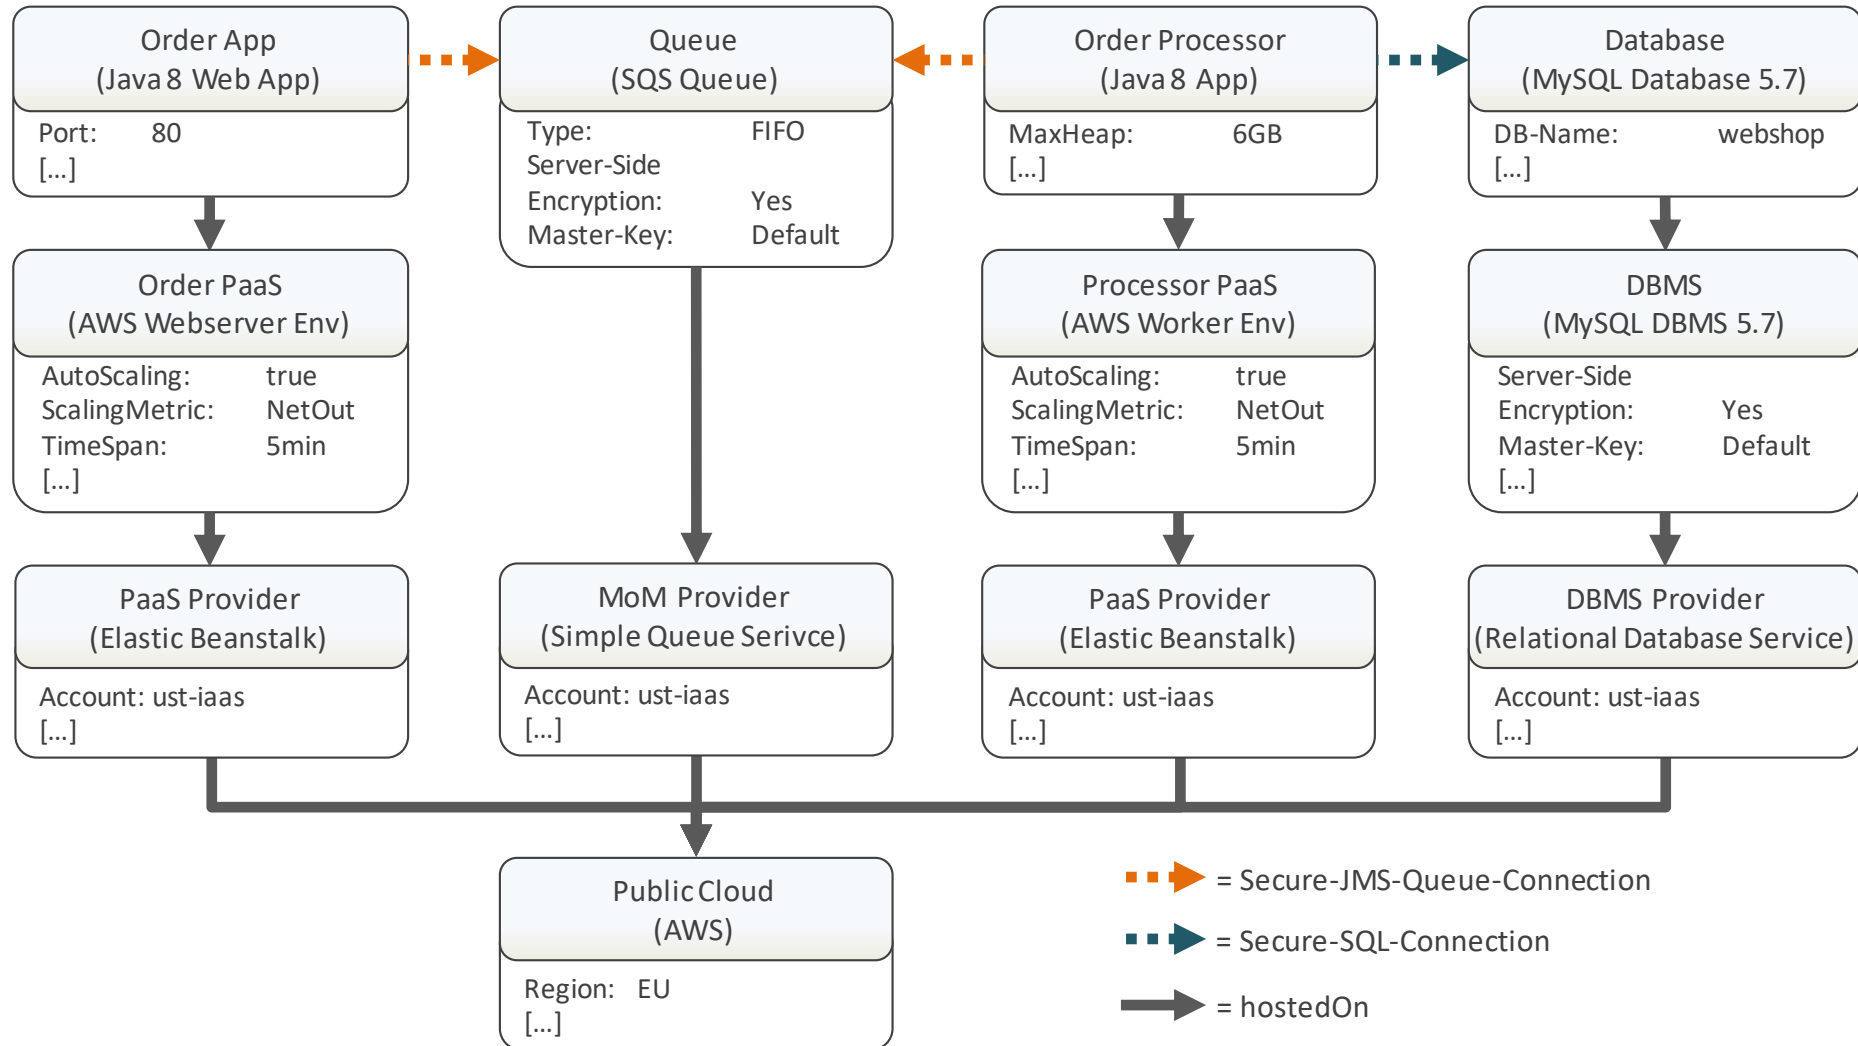 Order App
(Java 8 Web App)
Port: 80
[...]
Queue
(SQS Queue)
Type: FIFO
Server-Side
Encryption: Yes
Master-Key: Default
Order Processor
(Java 8 App)
MaxHeap: 6GB
[...]
Database
(MySQL Database 5.7)
DB-Name: webshop
[...]
Order PaaS
(AWS Webserver Env)
AutoScaling: true
ScalingMetric: NetOut
TimeSpan: 5min
[...]
Processor PaaS
(AWS Worker Env)
AutoScaling: true
ScalingMetric: NetOut
TimeSpan: 5min
[...]
DBMS
(MySQL DBMS 5.7)
Server-Side
Encryption: Yes
Master-Key: Default
[...]
PaaS Provider
(Elastic Beanstalk)
Account: ust-iaas
[...]
MoM Provider
(Simple Queue Serivce)
Account: ust-iaas
[...]
PaaS Provider
(Elastic Beanstalk)
Account: ust-iaas
[...]
DBMS Provider
(Relational Database Service)
Account: ust-iaas
[...]
Public Cloud
(AWS)
Region: EU
[...]
= Secure-JMS-Queue-Connection
= Secure-SQL-Connection
= hostedOn